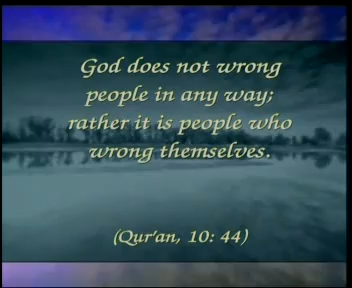 God does not wrong
people in any way;
rather it is people who
wrong themselves.
(Qur'an, 10: 44)